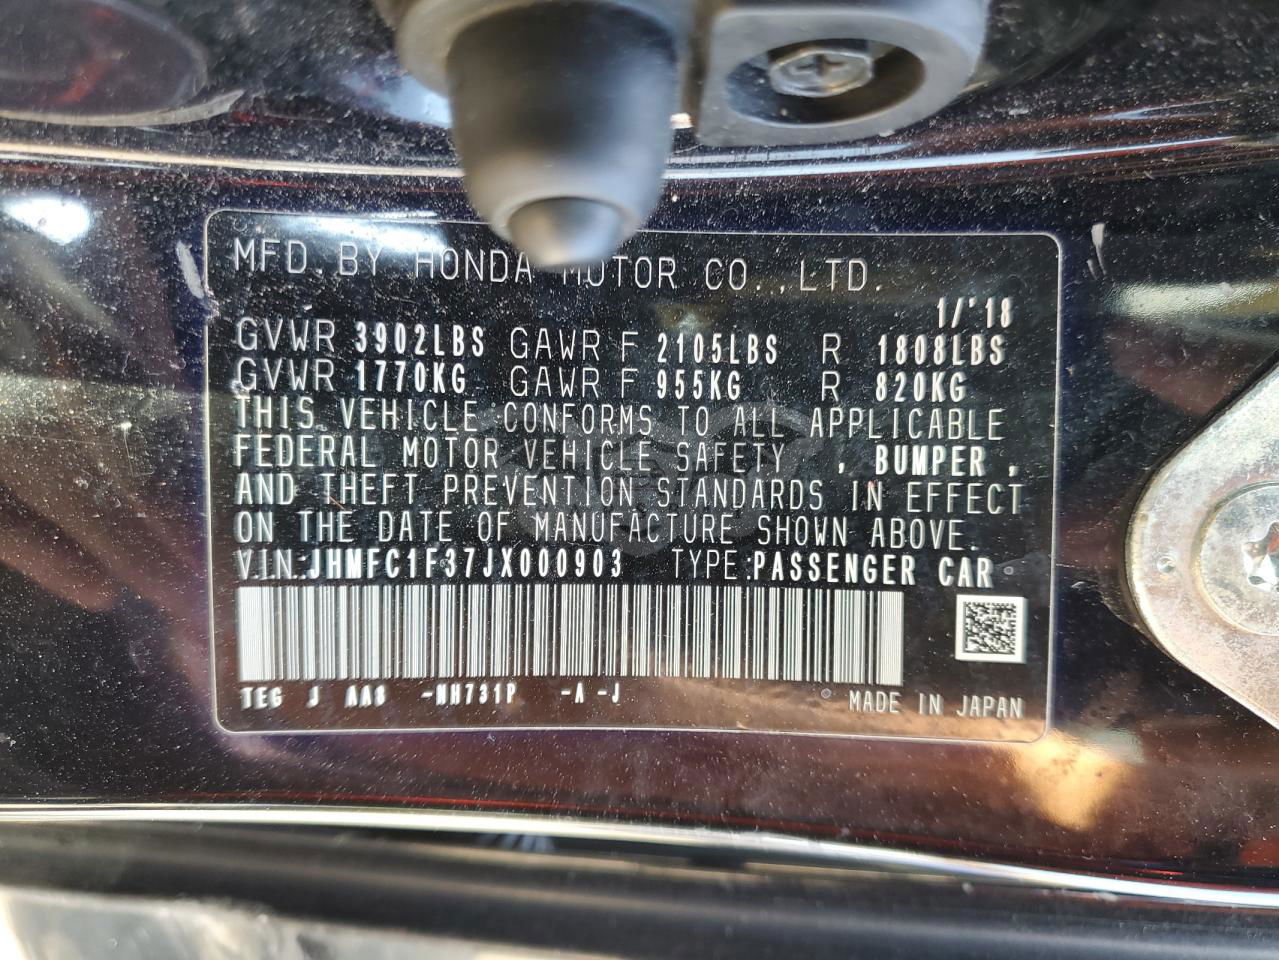 MFD. BY HONDA MOTOR CO.,LTD.
1/'18
GVWR 3902LBS GAWR F 2105LBS R 1808LBS
GVWR 1770KG GAWR F 955KG R 820KG
THIS VEHICLE CONFORMS TO ALL APPLICABLE
FEDERAL MOTOR VEHICLE SAFETY , BUMPER ,
AND THEFT PREVENTION STANDARDS IN EFFECT
ON THE DATE OF MANUFACTURE SHOWN ABOVE.
V.I.N.:JHMFC1F37JX000903 TYPE:PASSENGER CAR
TEG J AA8 -NH731P -A -J
MADE IN JAPAN